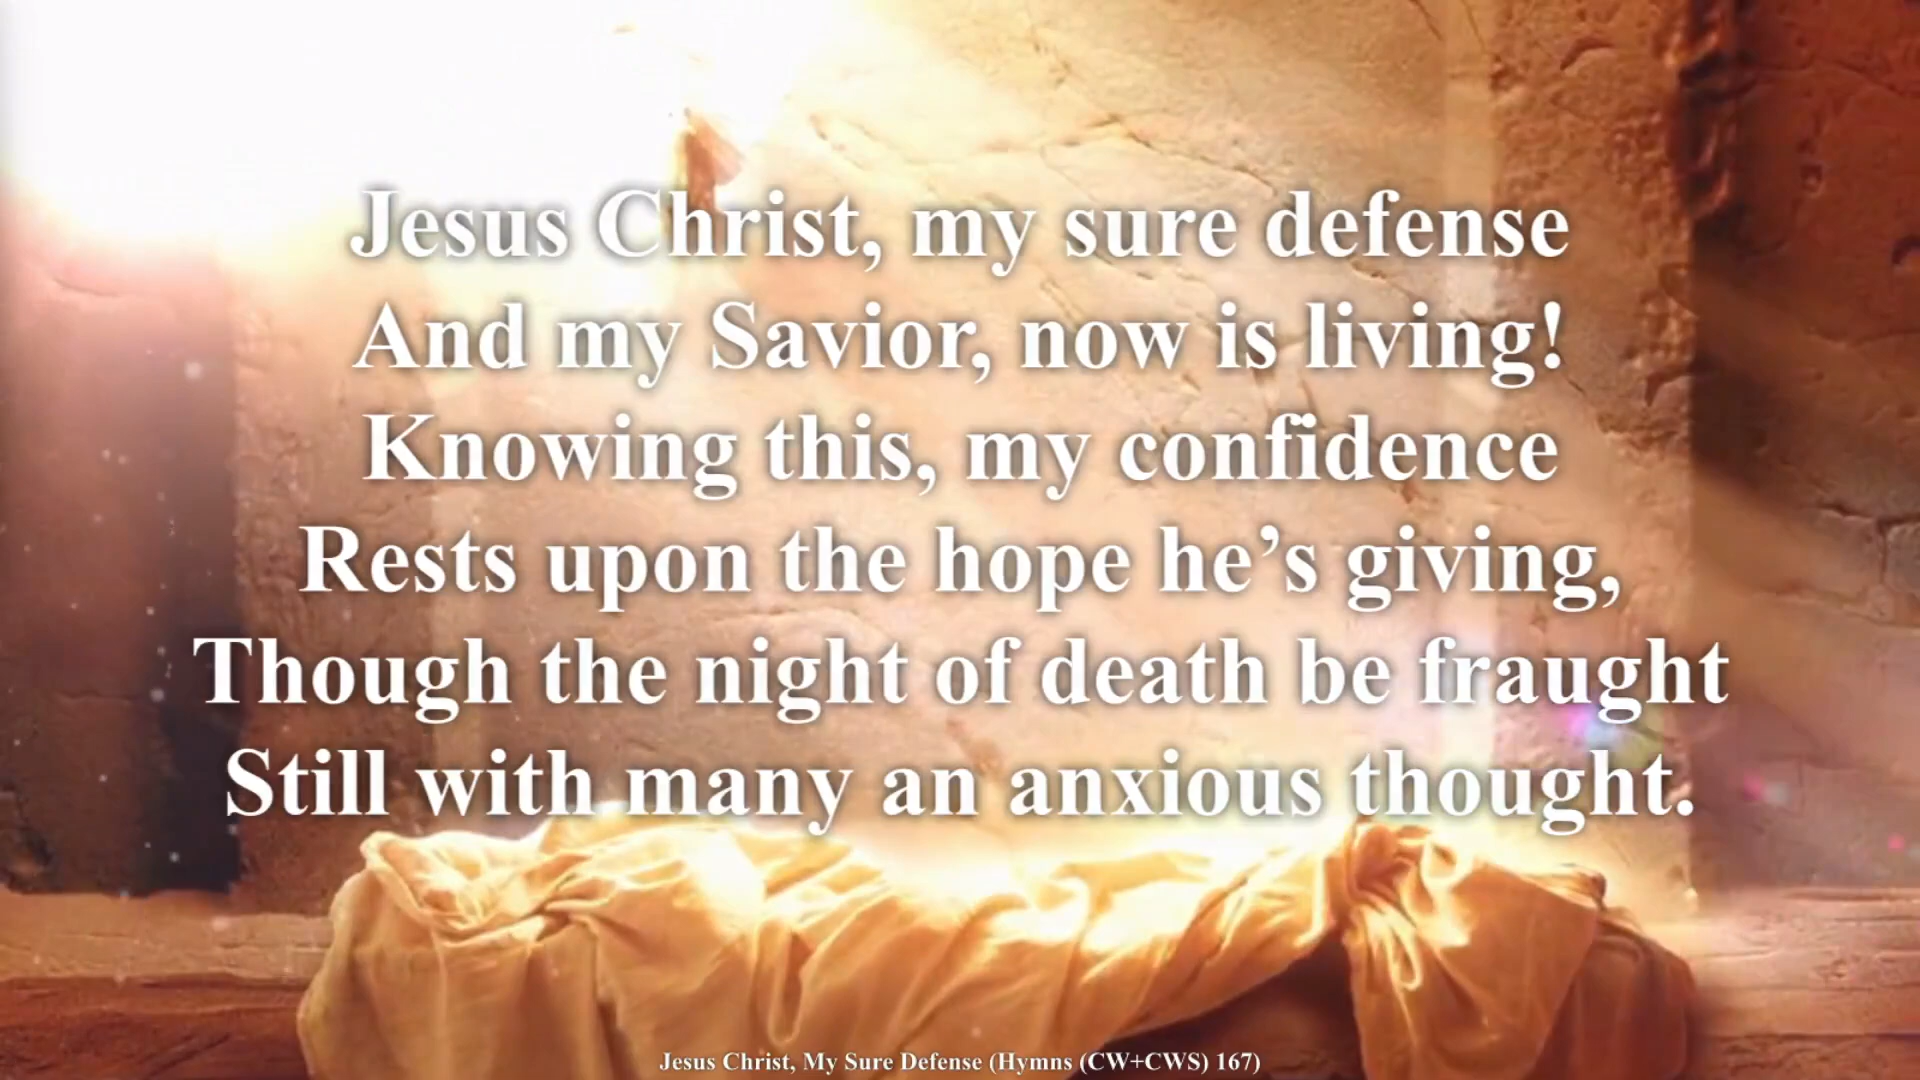 Jesus Christ, my sure defense
And my Savior, now is living!
Knowing this, my confidence
Rests upon the hope he’s giving,
Though the night of death be fraught
Still with many an anxious thought.
Jesus Christ, My Sure Defense (Hymns (CW+CWS) 167)